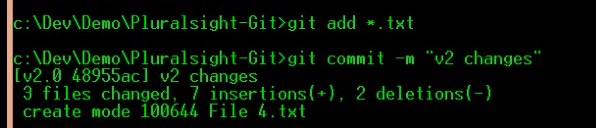 c:\Dev\Demo\Pluralsight-Git>git add *.txt
c:\Dev\Demo\Pluralsight-Git>git commit -m "v2 changes"
[v2.0 48955ac] v2 changes
 3 files changed, 7 insertions(+), 2 deletions(-)
 create mode 100644 File 4.txt